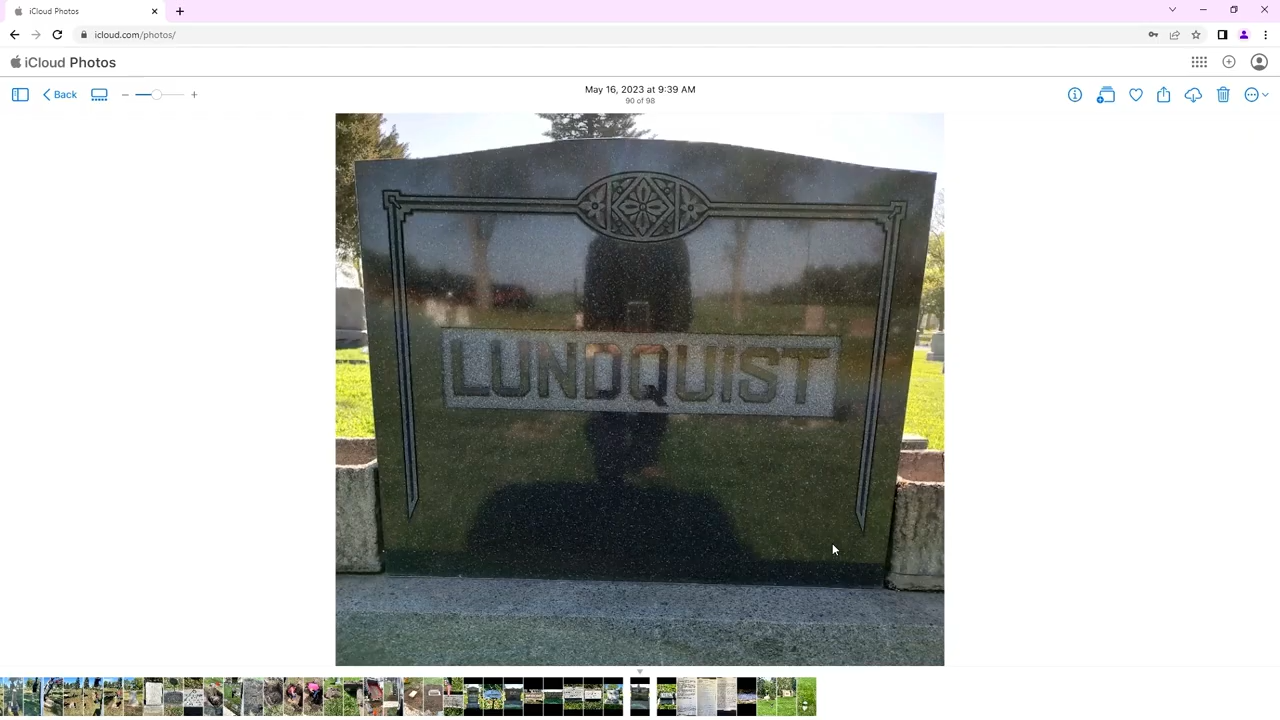 iCloud Photos
icloud.com/photos/
iCloud Photos
Back
May 16, 2023 at 9:39 AM
90 of 98
LUNDQUIST